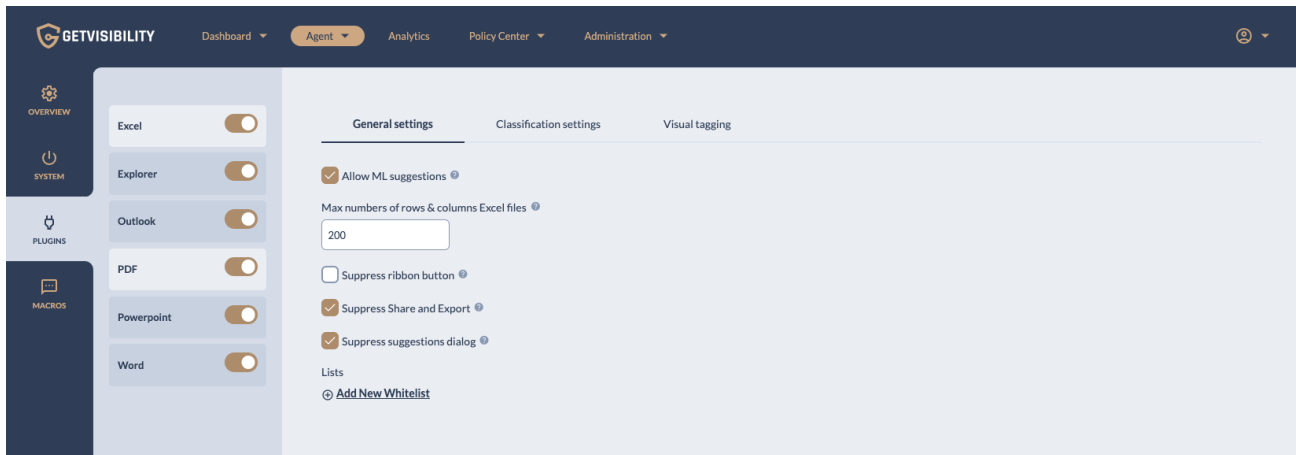 GETVISIBILITY
Dashboard
Agent
Analytics
Policy Center
Administration
OVERVIEW
SYSTEM
PLUGINS
MACROS
Excel
Explorer
Outlook
PDF
Powerpoint
Word
General settings
Classification settings
Visual tagging
Allow ML suggestions ?
Max numbers of rows & columns Excel files ?
200
Suppress ribbon button ?
Suppress Share and Export ?
Suppress suggestions dialog ?
Lists
Add New Whitelist